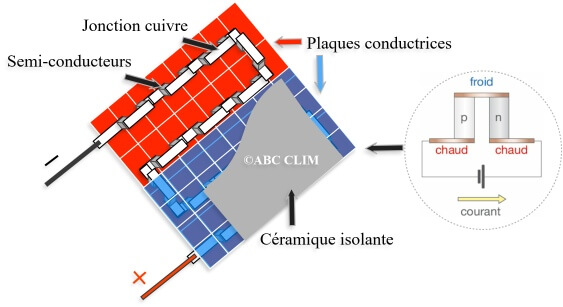 Jonction cuivre
Plaques conductrices
Semi-conducteurs
froid
p n
chaud chaud
©ABC CLIM
courant
Céramique isolante